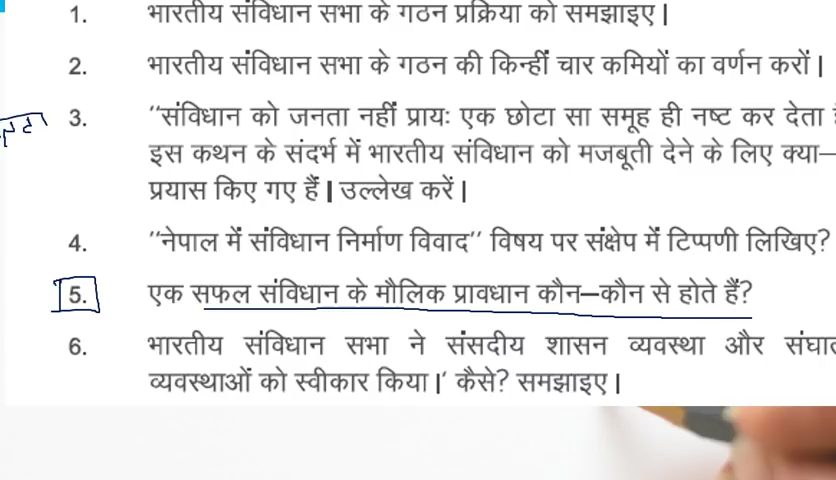 1. भारतीय संविधान सभा के गठन प्रक्रिया को समझाइए |
2. भारतीय संविधान सभा के गठन की किन्हीं चार कमियों का वर्णन करों |
3. ''संविधान को जनता नहीं प्रायः एक छोटा सा समूह ही नष्ट कर देता
इस कथन के संदर्भ में भारतीय संविधान को मजबूती देने के लिए क्या–
प्रयास किए गए हैं | उल्लेख करें |
4. ''नेपाल में संविधान निर्माण विवाद'' विषय पर संक्षेप में टिप्पणी लिखिए?
5. एक सफल संविधान के मौलिक प्रावधान कौन–कौन से होते हैं?
6. भारतीय संविधान सभा ने संसदीय शासन व्यवस्था और
व्यवस्थाओं को स्वीकार किया |' कैसे? समझाइए |